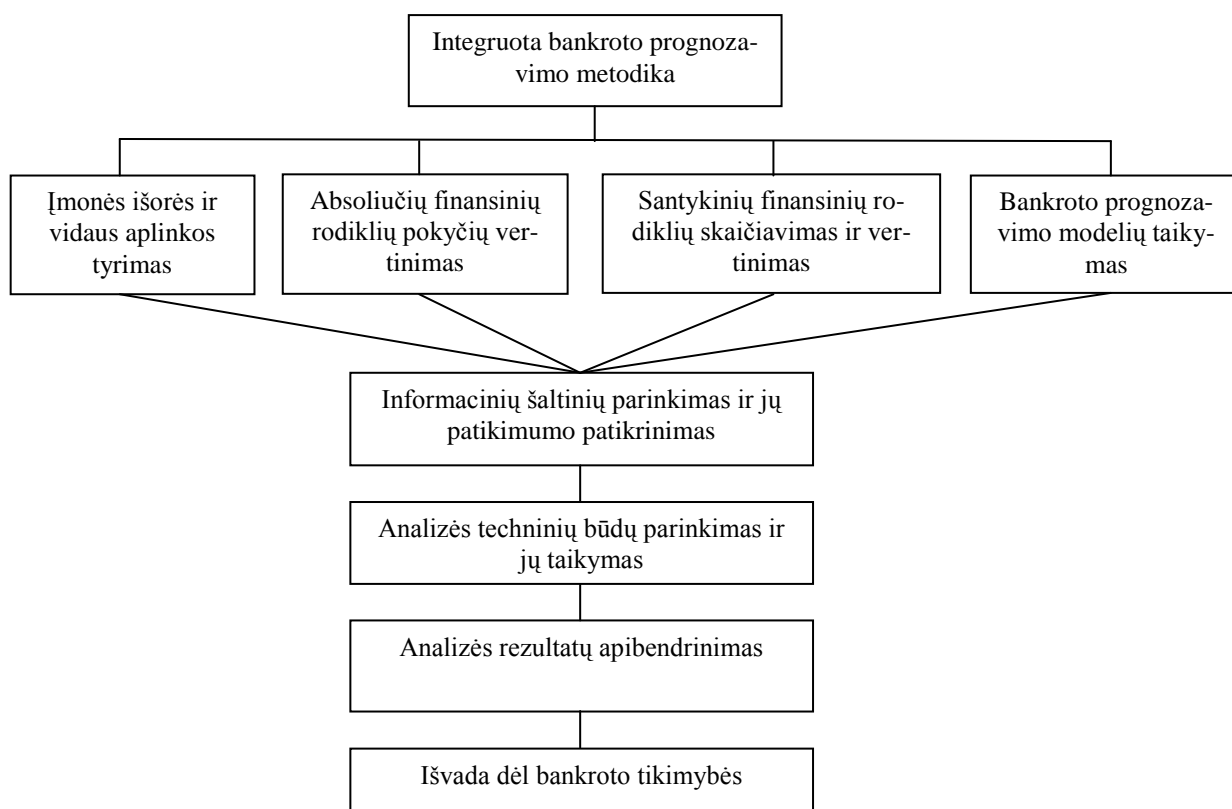 Integruota bankroto prognoza-
vimo metodika
Įmonės išorės ir
vidaus aplinkos
tyrimas
Absoliučių finansinių
rodiklių pokyčių ver-
tinimas
Santykinių finansinių ro-
diklių skaičiavimas ir ver-
tinimas
Bankroto prognoza-
vimo modelių taiky-
mas
Informacinių šaltinių parinkimas ir jų
patikimumo patikrinimas
Analizės techninių būdų parinkimas ir
jų taikymas
Analizės rezultatų apibendrinimas
Išvada dėl bankroto tikimybės